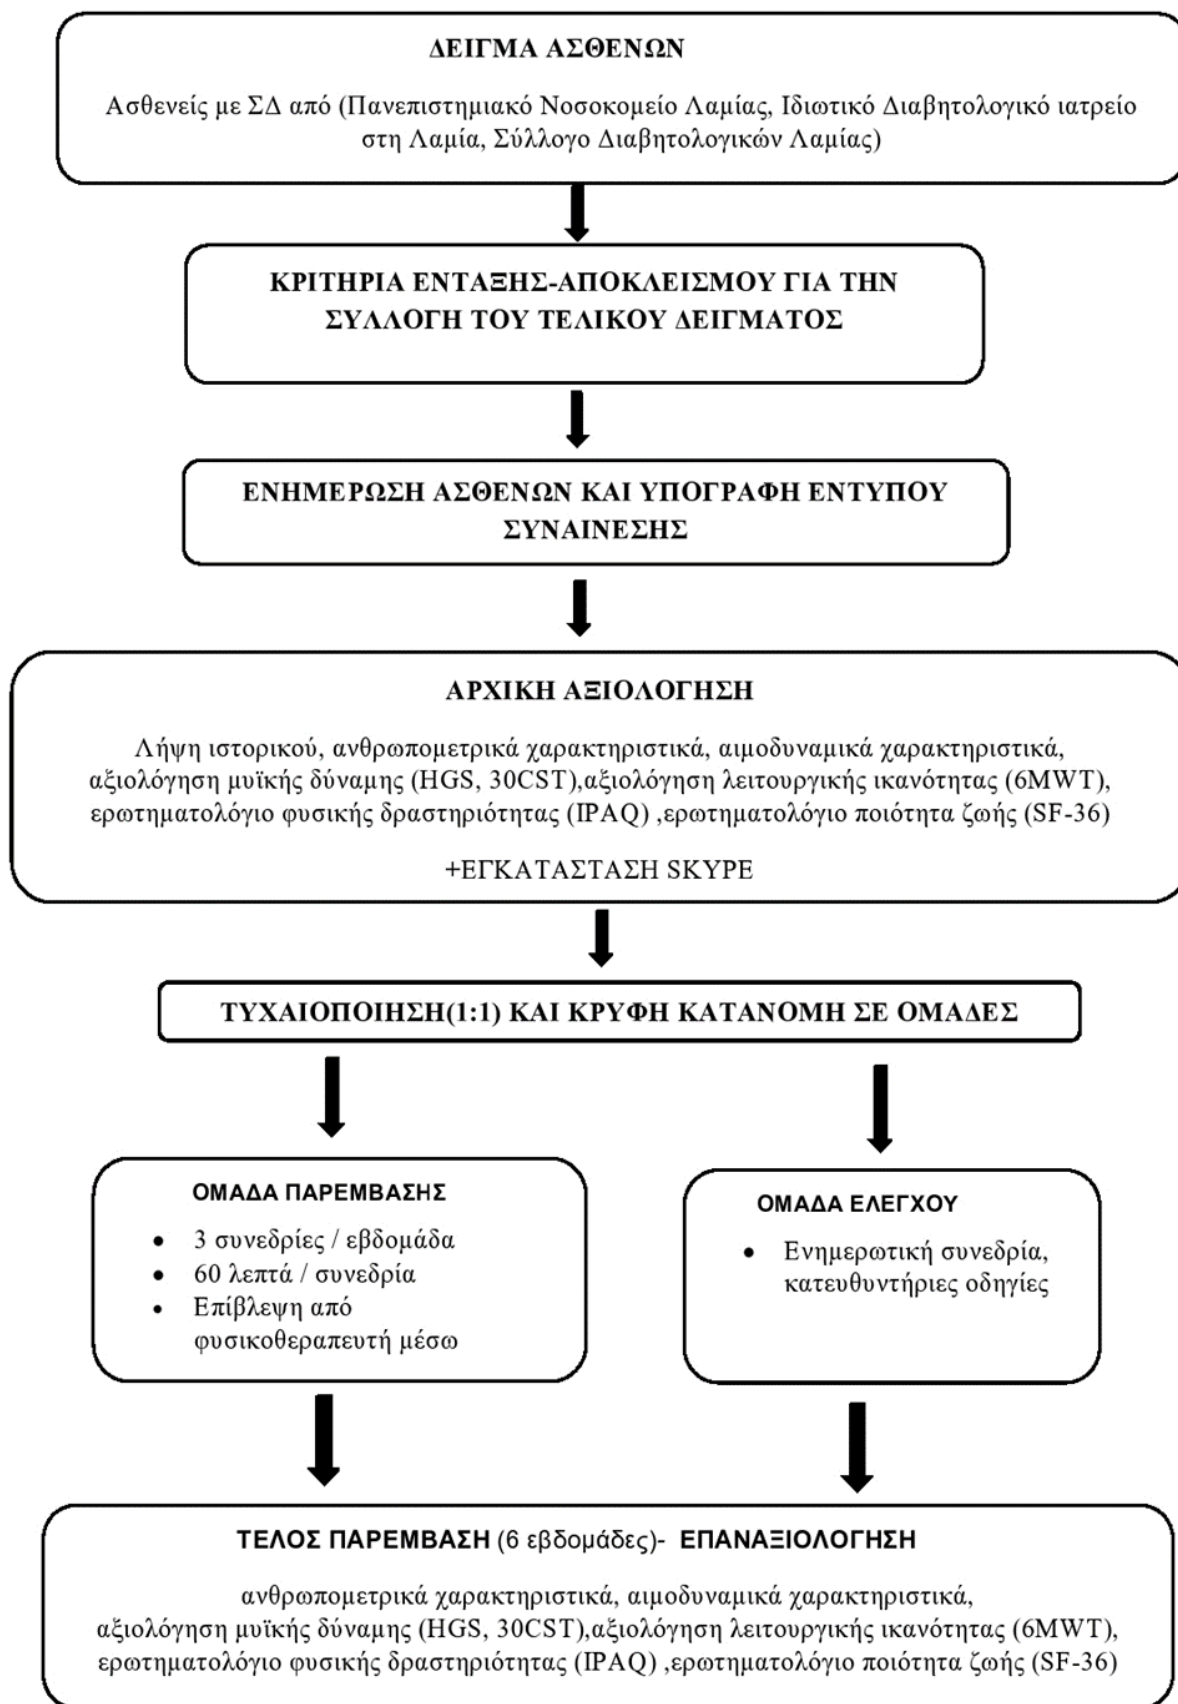 ΔΕΙΓΜΑ ΑΣΘΕΝΩΝ
Ασθενείς με ΣΔ από (Πανεπιστημιακό Νοσοκομείο Λαμίας, Ιδιωτικό Διαβητολογικό ιατρείο
στη Λαμία, Σύλλογο Διαβητολογικών Λαμίας)
ΚΡΙΤΗΡΙΑ ΕΝΤΑΞΗΣ-ΑΠΟΚΛΕΙΣΜΟΥ ΓΙΑ ΤΗΝ
ΣΥΛΛΟΓΗ ΤΟΥ ΤΕΛΙΚΟΥ ΔΕΙΓΜΑΤΟΣ
ΕΝΗΜΕΡΩΣΗ ΑΣΘΕΝΩΝ ΚΑΙ ΥΠΟΓΡΑΦΗ ΕΝΤΥΠΟΥ
ΣΥΝΑΙΝΕΣΗΣ
ΑΡΧΙΚΗ ΑΞΙΟΛΟΓΗΣΗ
Λήψη ιστορικού, ανθρωπομετρικά χαρακτηριστικά, αιμοδυναμικά χαρακτηριστικά,
αξιολόγηση μυϊκής δύναμης (HGS, 30CST),αξιολόγηση λειτουργικής ικανότητας (6MWT),
ερωτηματολόγιο φυσικής δραστηριότητας (IPAQ) ,ερωτηματολόγιο ποιότητα ζωής (SF-36)
+ΕΓΚΑΤΑΣΤΑΣΗ SKYPE
ΤΥΧΑΙΟΠΟΙΗΣΗ(1:1) ΚΑΙ ΚΡΥΦΗ ΚΑΤΑΝΟΜΗ ΣΕ ΟΜΑΔΕΣ
ΟΜΑΔΑ ΠΑΡΕΜΒΑΣΗΣ
• 3 συνεδρίες / εβδομάδα
• 60 λεπτά / συνεδρία
• Επίβλεψη από
φυσικοθεραπευτή μέσω
ΟΜΑΔΑ ΕΛΕΓΧΟΥ
• Ενημερωτική συνεδρία,
κατευθυντήριες οδηγίες
ΤΕΛΟΣ ΠΑΡΕΜΒΑΣΗ (6 εβδομάδες)- ΕΠΑΝΑΞΙΟΛΟΓΗΣΗ
ανθρωπομετρικά χαρακτηριστικά, αιμοδυναμικά χαρακτηριστικά,
αξιολόγηση μυϊκής δύναμης (HGS, 30CST),αξιολόγηση λειτουργικής ικανότητας (6MWT),
ερωτηματολόγιο φυσικής δραστηριότητας (IPAQ) ,ερωτηματολόγιο ποιότητα ζωής (SF-36)